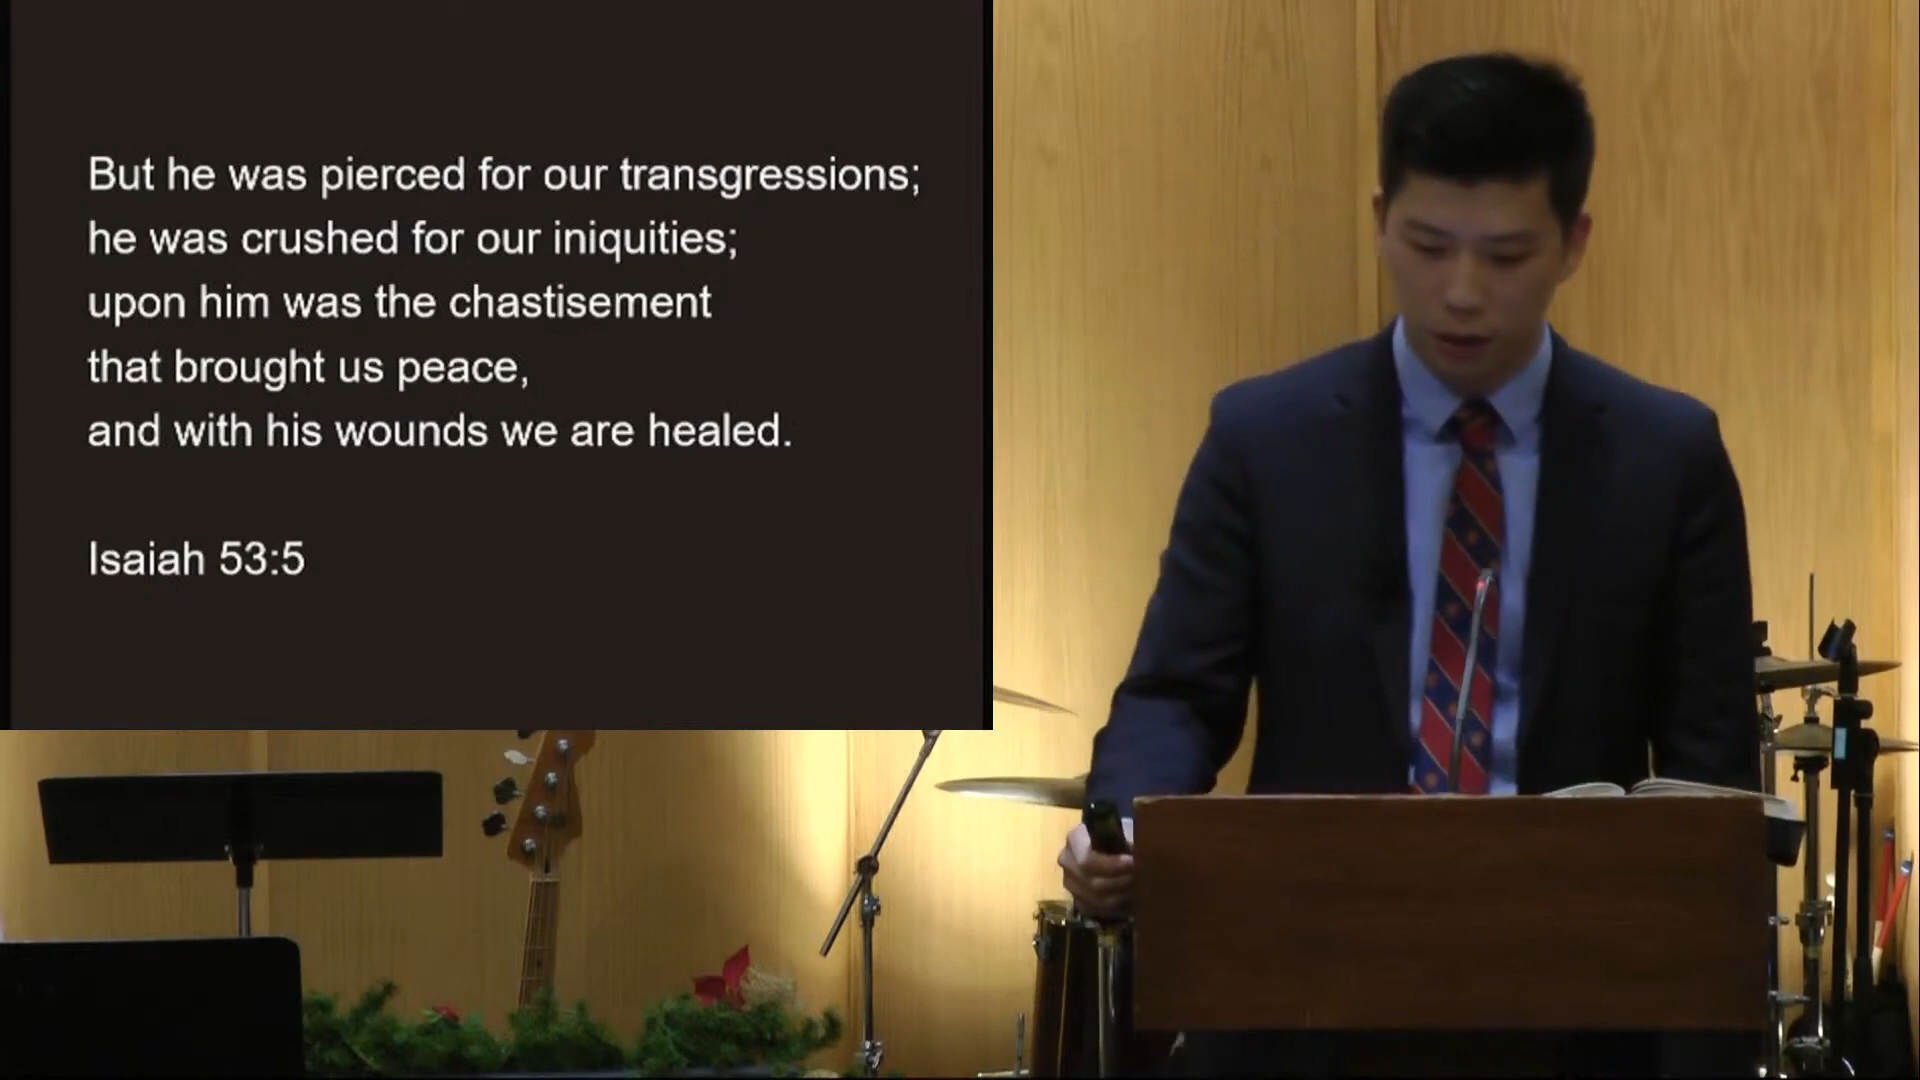 But he was pierced for our transgressions;
he was crushed for our iniquities;
upon him was the chastisement
that brought us peace,
and with his wounds we are healed.
Isaiah 53:5